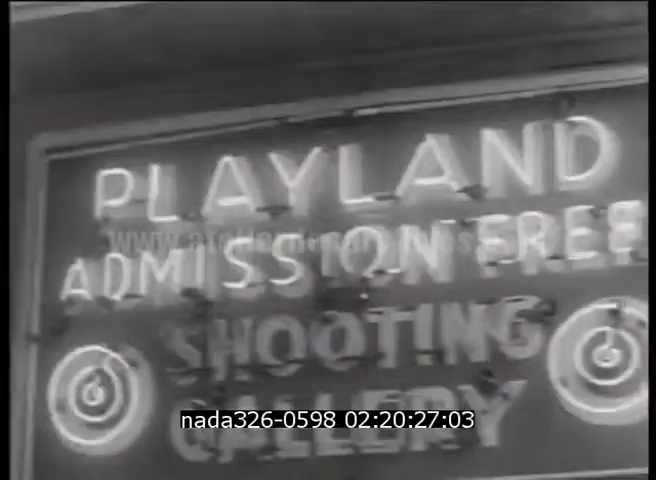 PLAYLAND
ADMISSION FREE
SHOOTING
GALLERY
nada326-0598 02:20:27:03